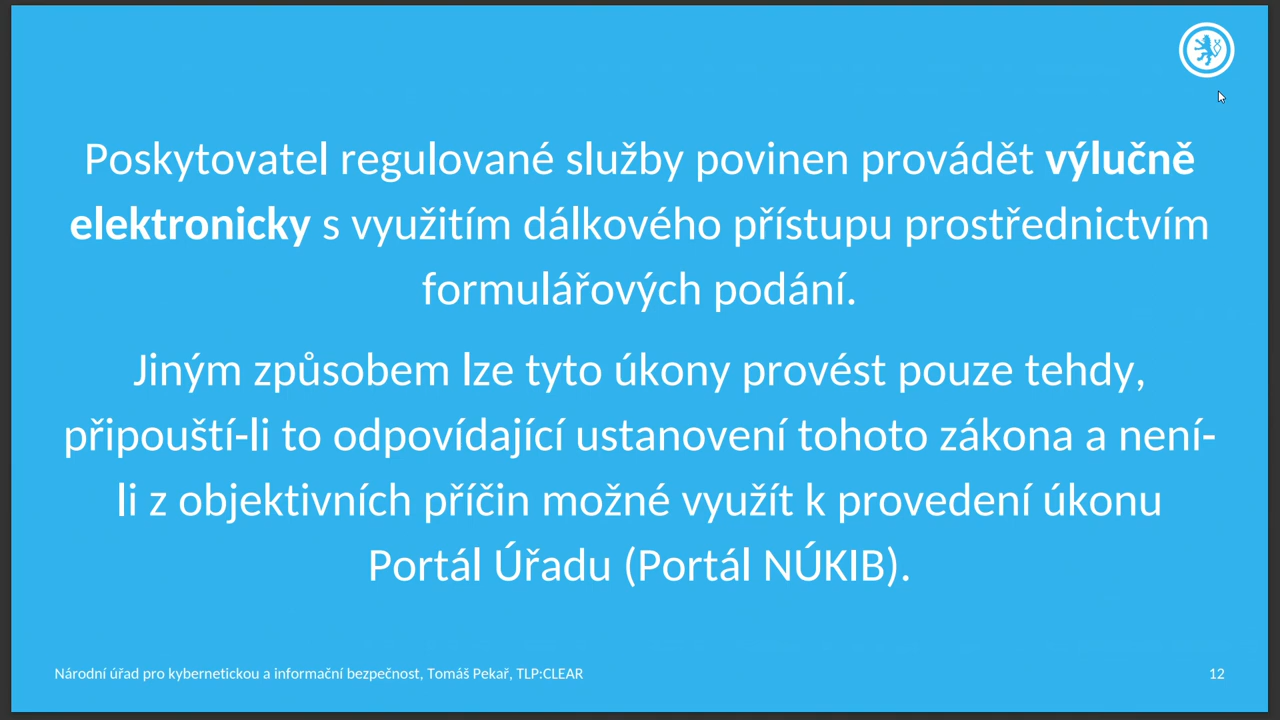 Poskytovatel regulované služby povinen provádět výlučně
elektronicky s využitím dálkového přístupu prostřednictvím
formulářových podání.
Jiným způsobem lze tyto úkony provést pouze tehdy,
připouští-li to odpovídající ustanovení tohoto zákona a není-
li z objektivních příčin možné využít k provedení úkonu
Portál Úřadu (Portál NÚKIB).
Národní úřad pro kybernetickou a informační bezpečnost, Tomáš Pekař, TLP:CLEAR
12